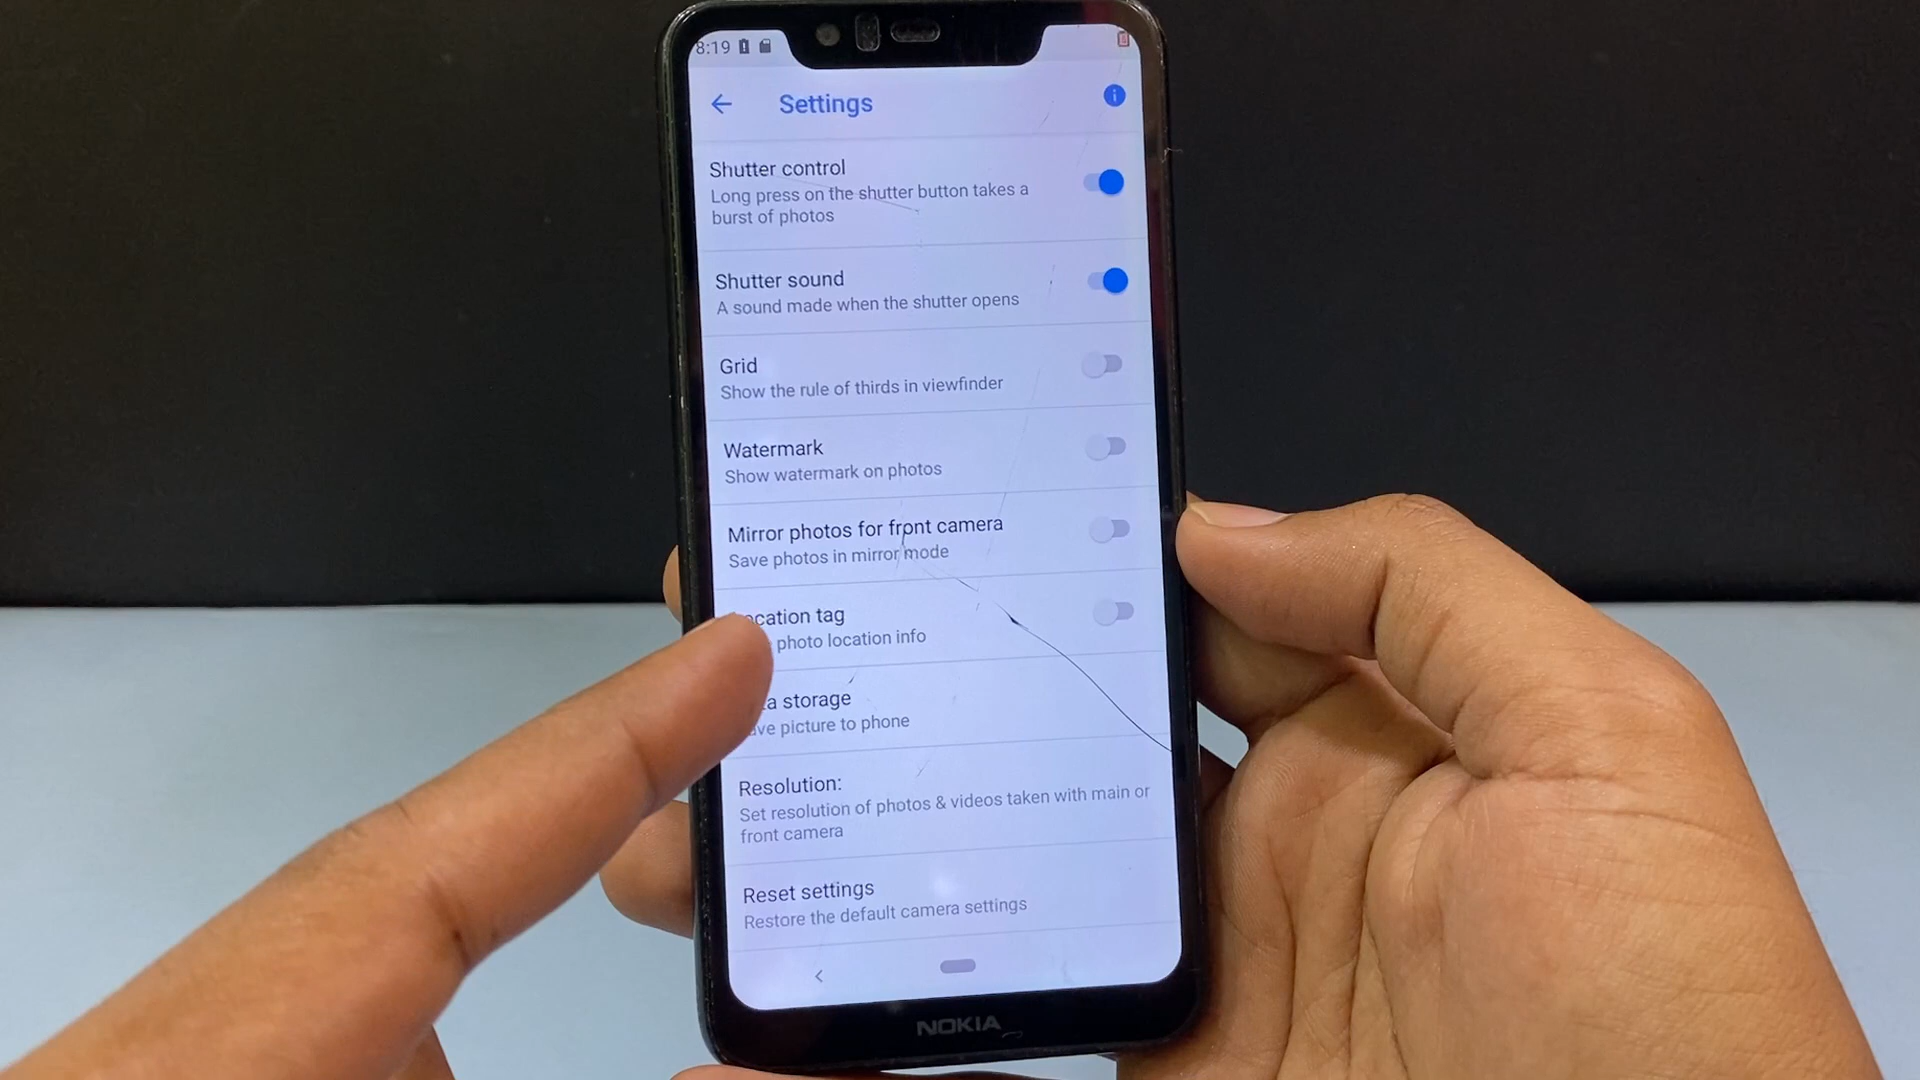 8:19
Settings
Shutter control
Long press on the shutter button takes a
burst of photos
Shutter sound
A sound made when the shutter opens
Grid
Show the rule of thirds in viewfinder
Watermark
Show watermark on photos
Mirror photos for front camera
Save photos in mirror mode
ocation tag
photo location info
a storage
ve picture to phone
Resolution:
Set resolution of photos & videos taken with main or
front camera
Reset settings
Restore the default camera settings
NOKIA